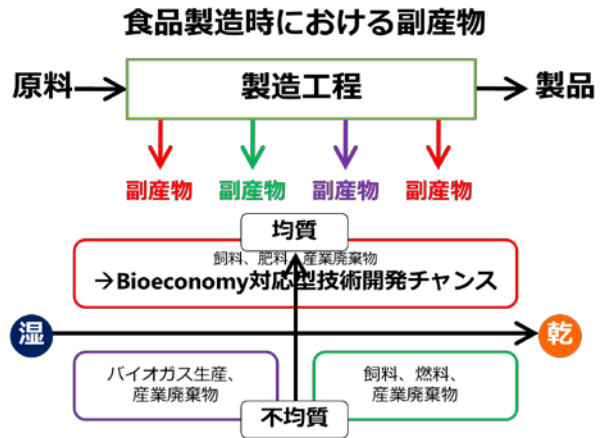 食品製造時における副産物
原料
製造工程
製品
副産物
副産物
副産物
副産物
均質
飼料、肥料、産業廃棄物
→Bioeconomy対応型技術開発チャンス
湿
乾
バイオガス生産、
産業廃棄物
飼料、燃料、
産業廃棄物
不均質